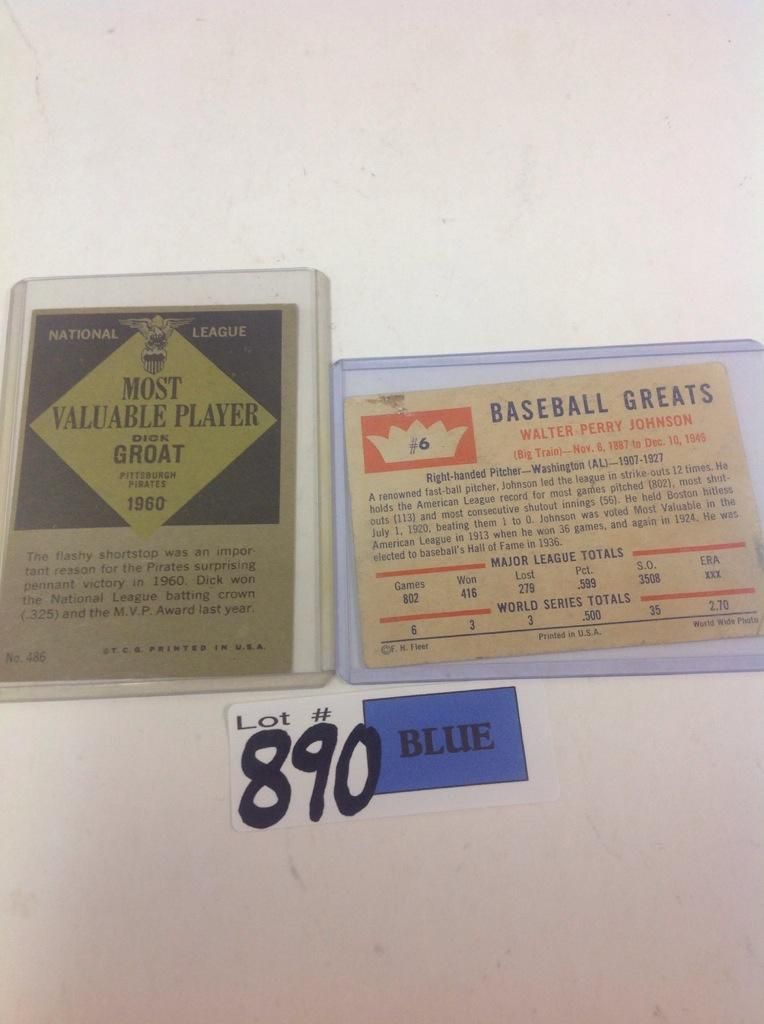 NATIONAL LEAGUE
MOST
VALUABLE PLAYER
DICK
GROAT
PITTSBURGH
PIRATES
1960
The flashy shortstop was an impor-
tant reason for the Pirates surprising
pennant victory in 1960. Dick won
the National League batting crown
(.325) and the M.V.P. Award last year.
No. 486
©T.C.G. PRINTED IN U.S.A.
#6
BASEBALL GREATS
WALTER PERRY JOHNSON
(Big Train)—Nov. 6, 1887 to Dec. 10, 1946
Right-handed Pitcher—Washington (AL)—1907-1927
A renowned fast-ball pitcher, Johnson led the league in strike-outs 12 times. He
holds the American League record for most games pitched (802), most shut-
outs (113) and most consecutive shutout innings (56). He held Boston hitless
July 1, 1920, beating them 1 to 0. Johnson was voted Most Valuable in the
American League in 1913 when he won 36 games, and again in 1924. He was
elected to baseball's Hall of Fame in 1936.
MAJOR LEAGUE TOTALS
Games Won Lost Pct. S.O. ERA
802 416 279 .599 3508 XXX
WORLD SERIES TOTALS
6 3 3 .500 35 2.70
©F. H. Fleer Printed in U.S.A. World Wide Photo
Lot #
890
BLUE